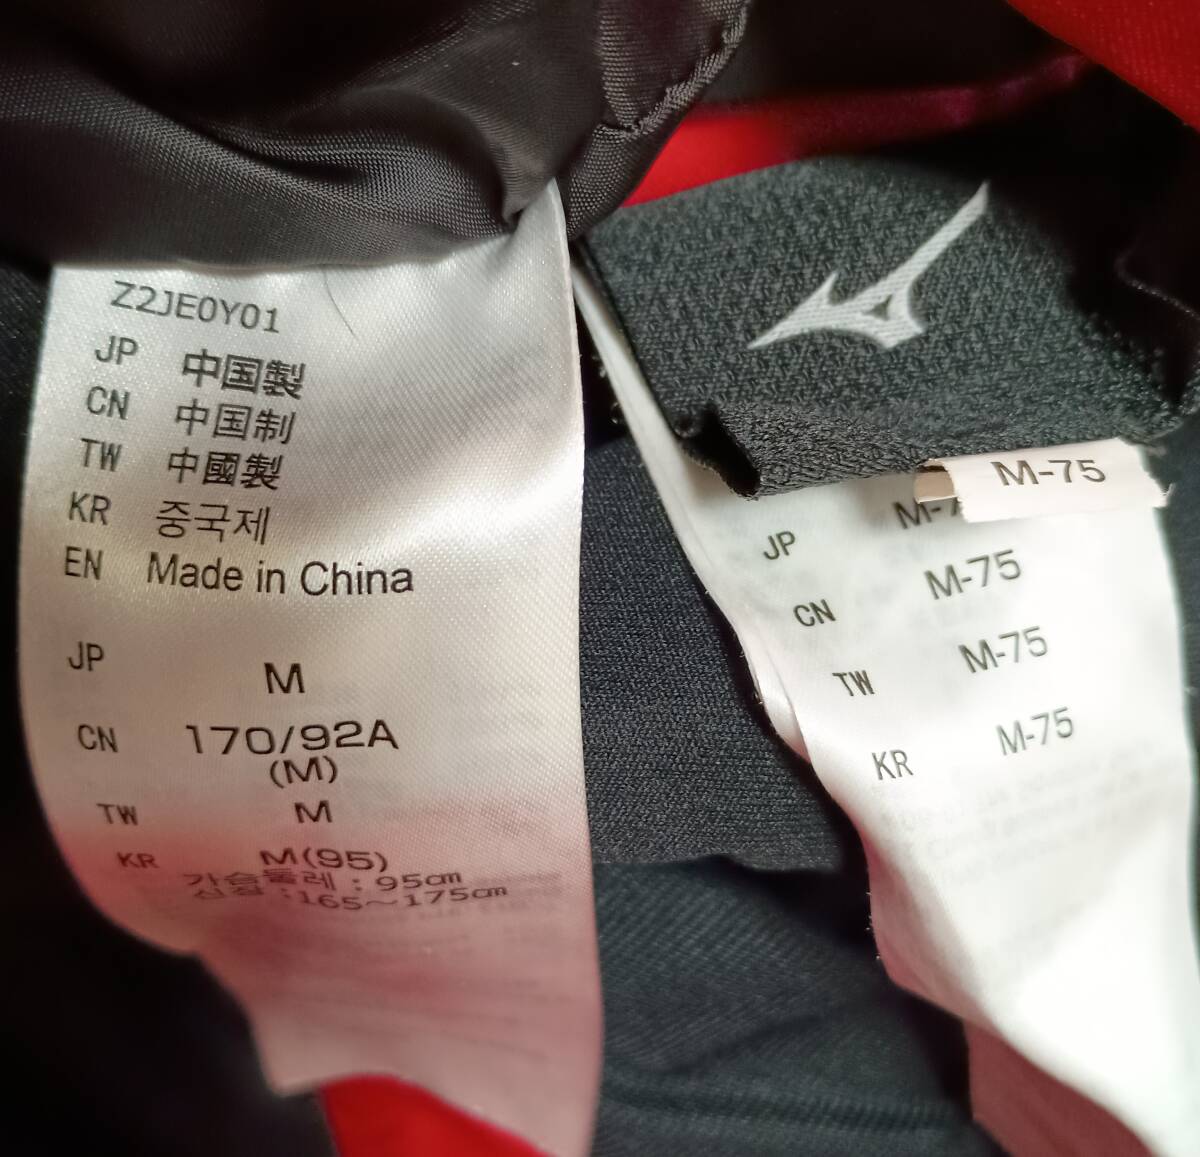 Z2JE0Y01
JP 中国製
CN 中国制
TW 中國製
KR 중국제
EN Made in China
JP M
CN 170/92A
(M)
TW M
KR M(95)
가슴둘레 : 95cm
신장 :165～175cm
M-75
JP
CN M-75
TW M-75
KR M-75